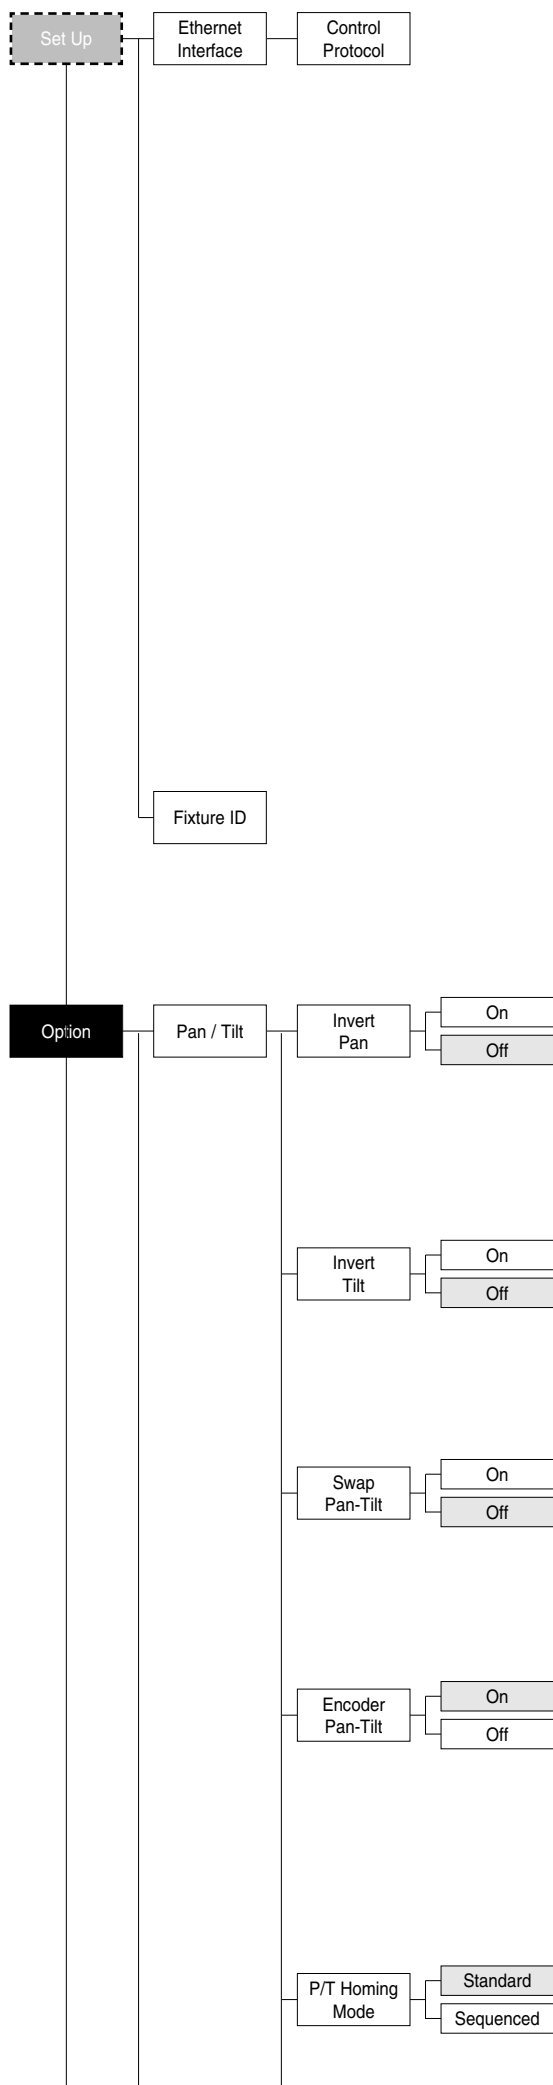 Set Up
Ethernet
Interface
Control
Protocol
Fixture ID
Option
Pan / Tilt
Invert
Pan
On
Off
Invert
Tilt
On
Off
Swap
Pan-Tilt
On
Off
Encoder
Pan-Tilt
On
Off
P/T Homing
Mode
Standard
Sequenced